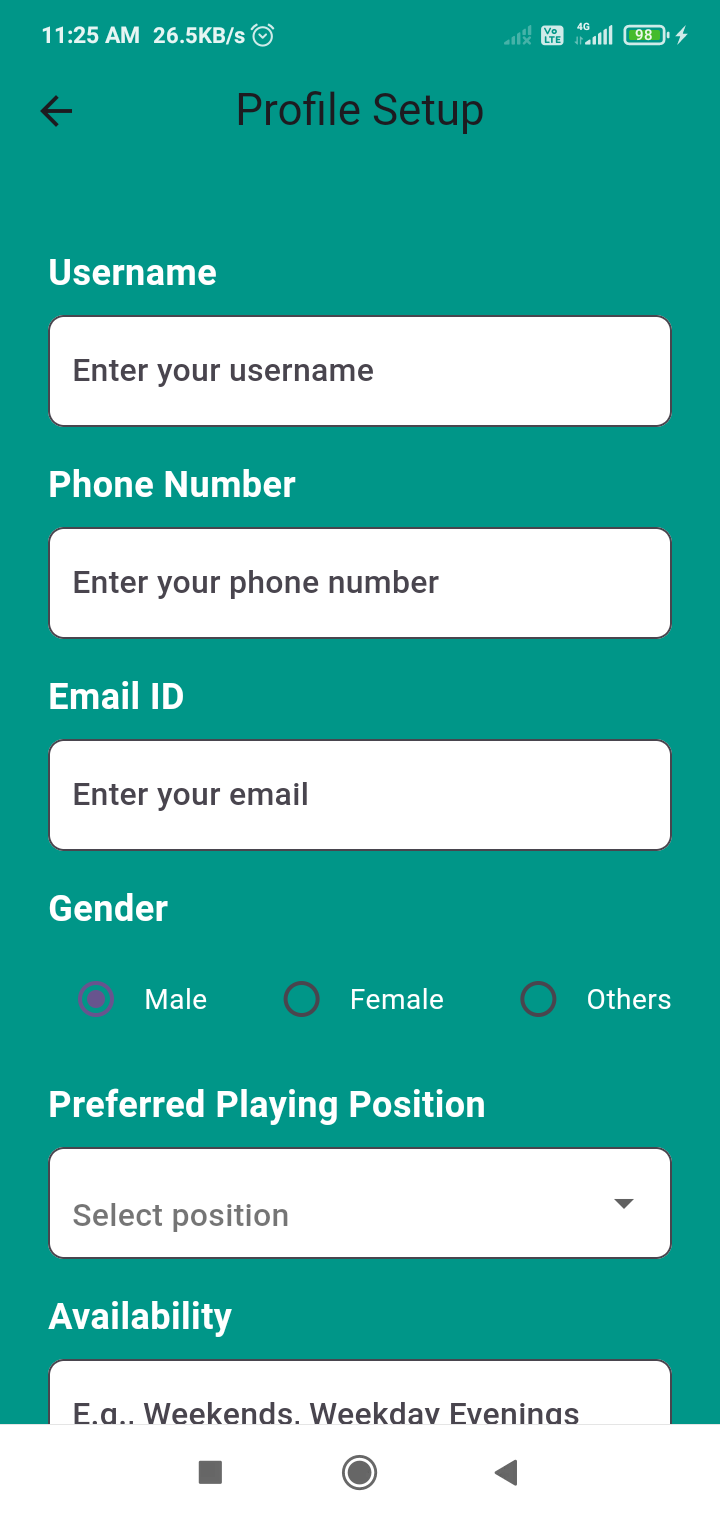 11:25 AM 26.5KB/s Vo LTE 4G 98
Profile Setup
Username
Enter your username
Phone Number
Enter your phone number
Email ID
Enter your email
Gender
Male Female Others
Preferred Playing Position
Select position
Availability
E.g., Weekends, Weekday Evenings